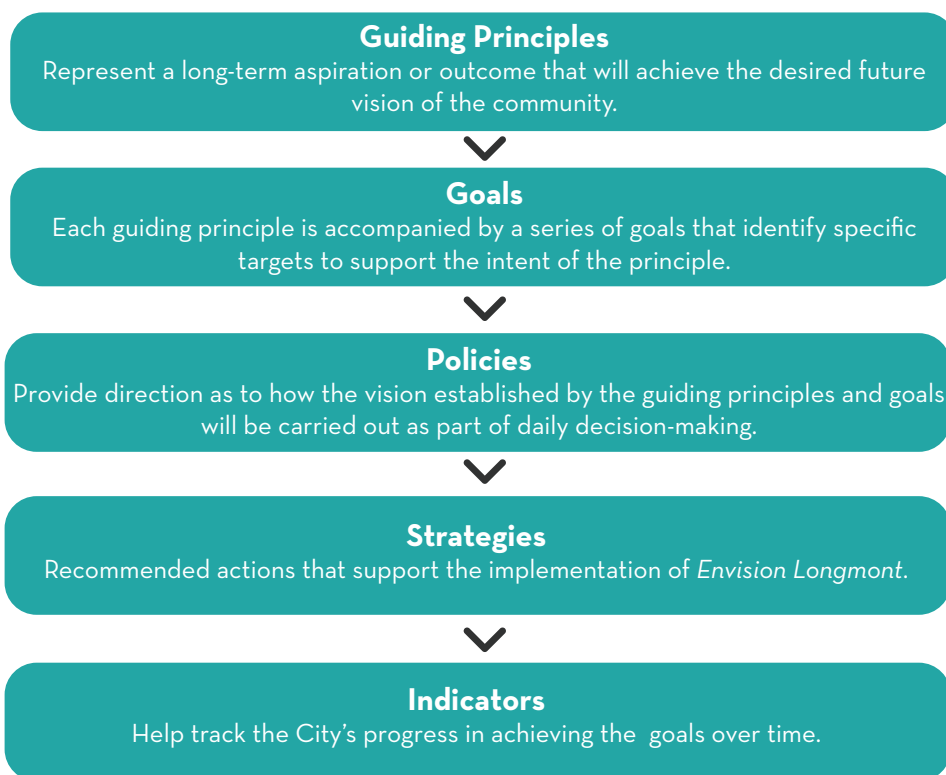 Guiding Principles
Represent a long-term aspiration or outcome that will achieve the desired future
vision of the community.
Goals
Each guiding principle is accompanied by a series of goals that identify specific
targets to support the intent of the principle.
Policies
Provide direction as to how the vision established by the guiding principles and goals
will be carried out as part of daily decision-making.
Strategies
Recommended actions that support the implementation of Envision Longmont.
Indicators
Help track the City's progress in achieving the goals over time.